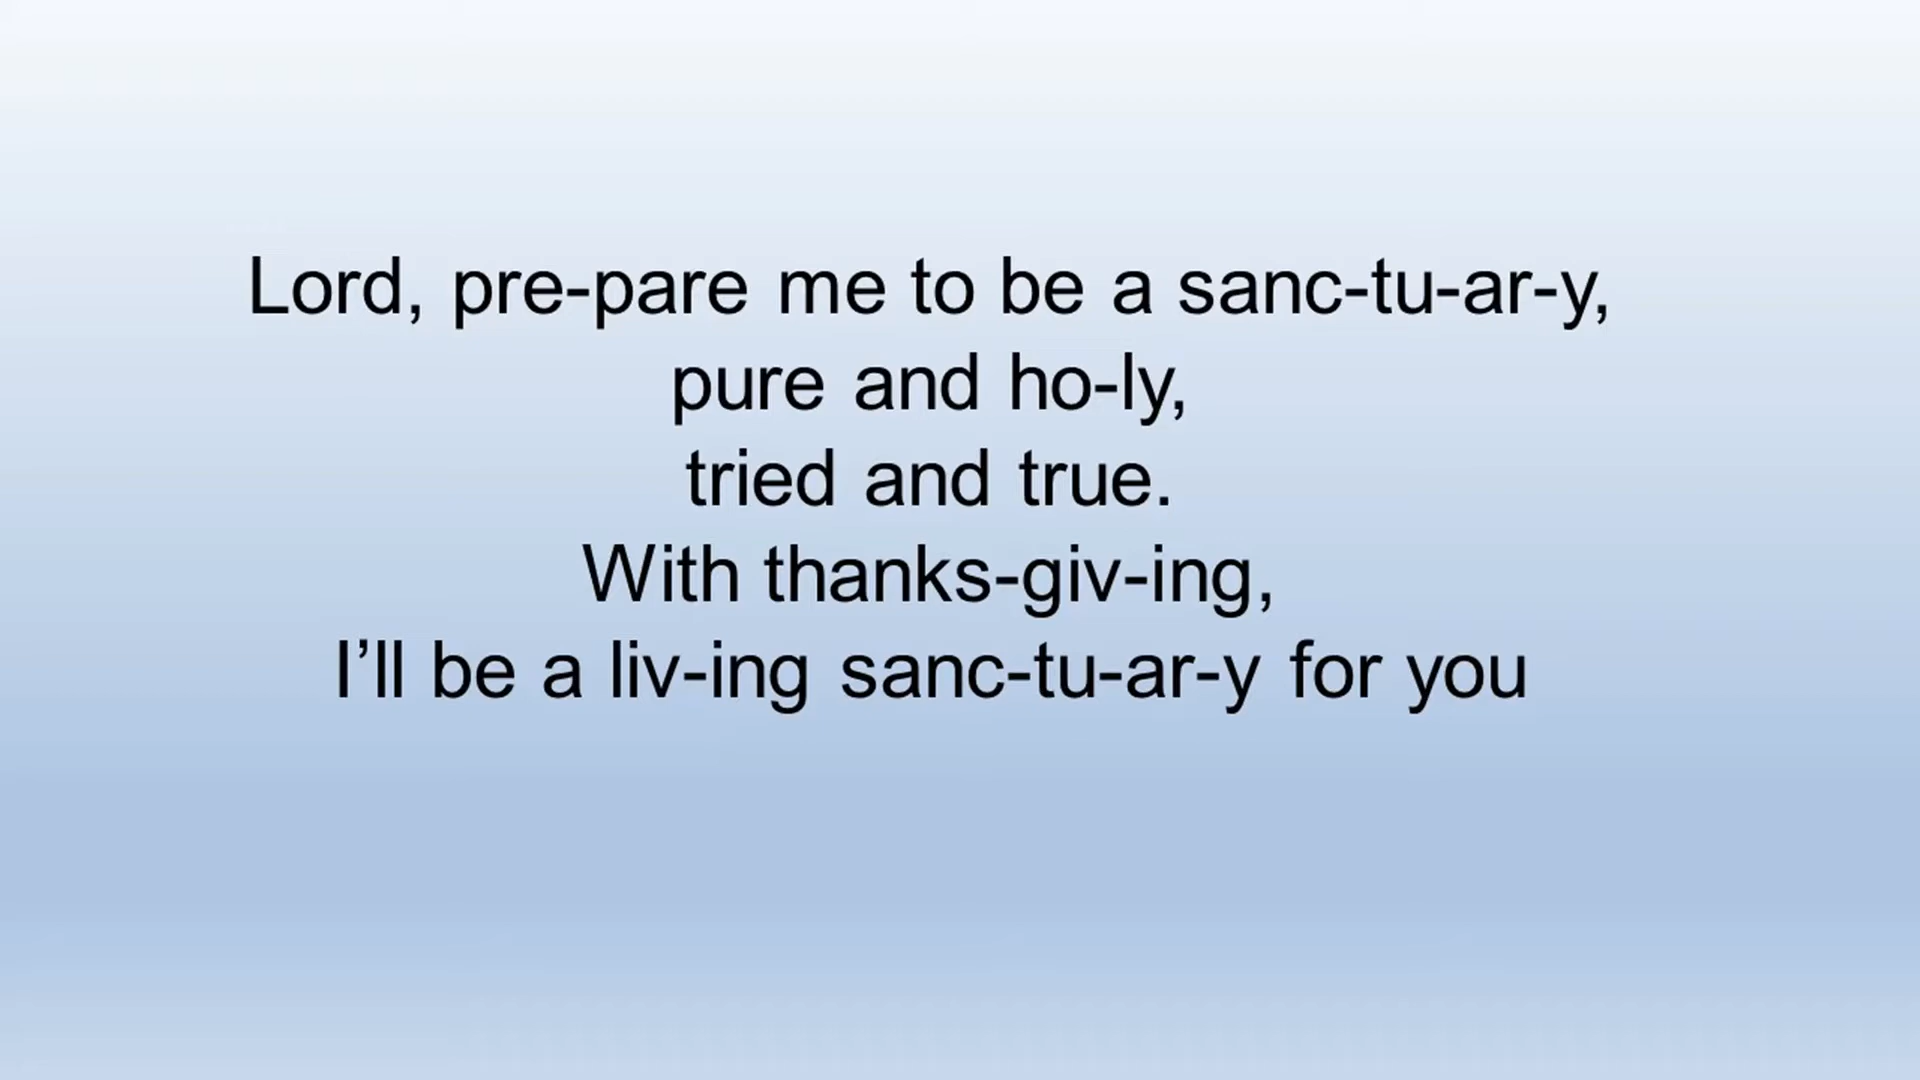 Lord, pre-pare me to be a sanc-tu-ar-y,
pure and ho-ly,
tried and true.
With thanks-giv-ing,
I’ll be a liv-ing sanc-tu-ar-y for you